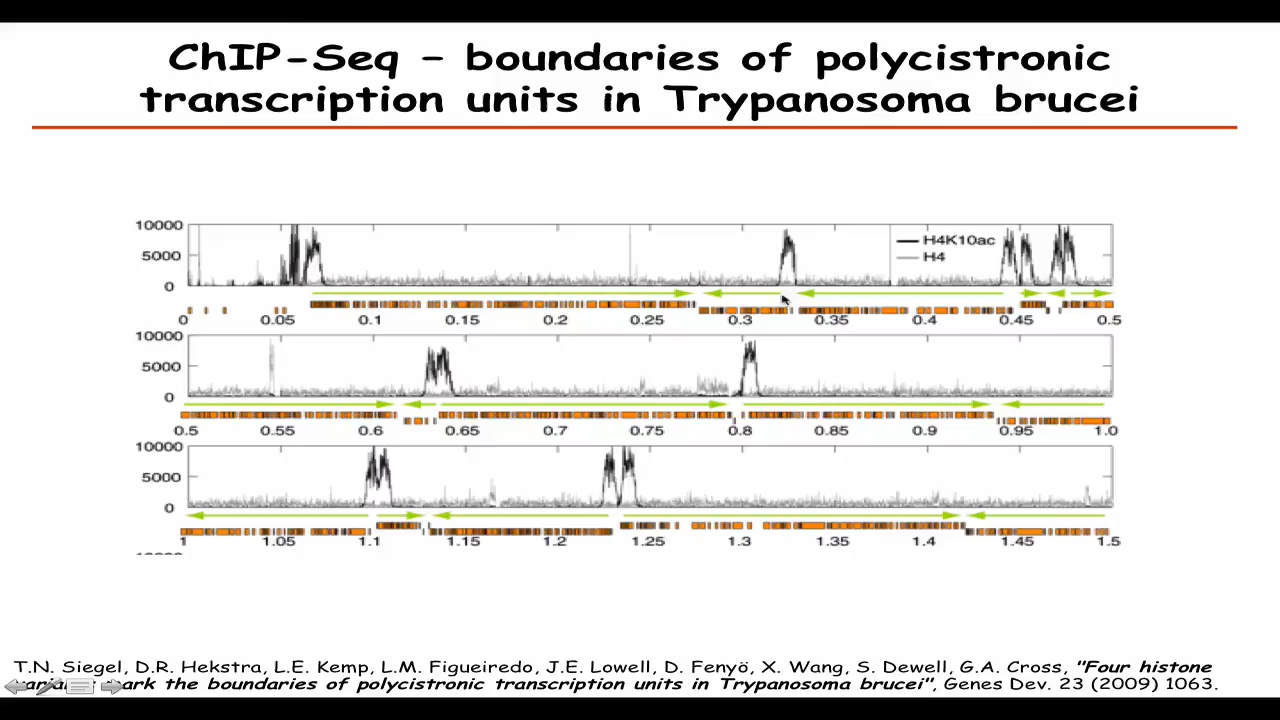 ChIP-Seq – boundaries of polycistronic
transcription units in Trypanosoma brucei
10000
5000
0
H4K10ac
H4
0 0.05 0.1 0.15 0.2 0.25 0.3 0.35 0.4 0.45 0.5
10000
5000
0
0.5 0.55 0.6 0.65 0.7 0.75 0.8 0.85 0.9 0.95 1.0
10000
5000
0
1 1.05 1.1 1.15 1.2 1.25 1.3 1.35 1.4 1.45 1.5
T.N. Siegel, D.R. Hekstra, L.E. Kemp, L.M. Figueiredo, J.E. Lowell, D. Fenyö, X. Wang, S. Dewell, G.A. Cross, "Four histone
mark the boundaries of polycistronic transcription units in Trypanosoma brucei", Genes Dev. 23 (2009) 1063.